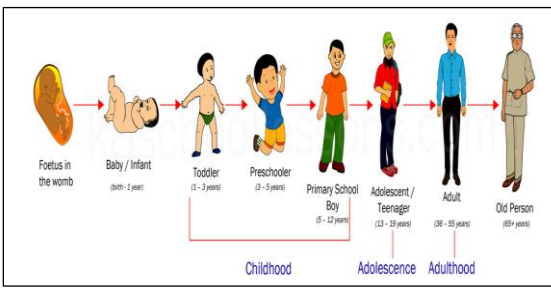 Foetus in
the womb
Baby / Infant
(birth - 1 year)
Toddler
(1 – 3 years)
Preschooler
(3 – 5 years)
Primary School
Boy
(5 – 12 years)
Adolescent /
Teenager
(13 – 19 years)
Adult
(36 – 55 years)
Old Person
(65+ years)
Childhood
Adolescence
Adulthood